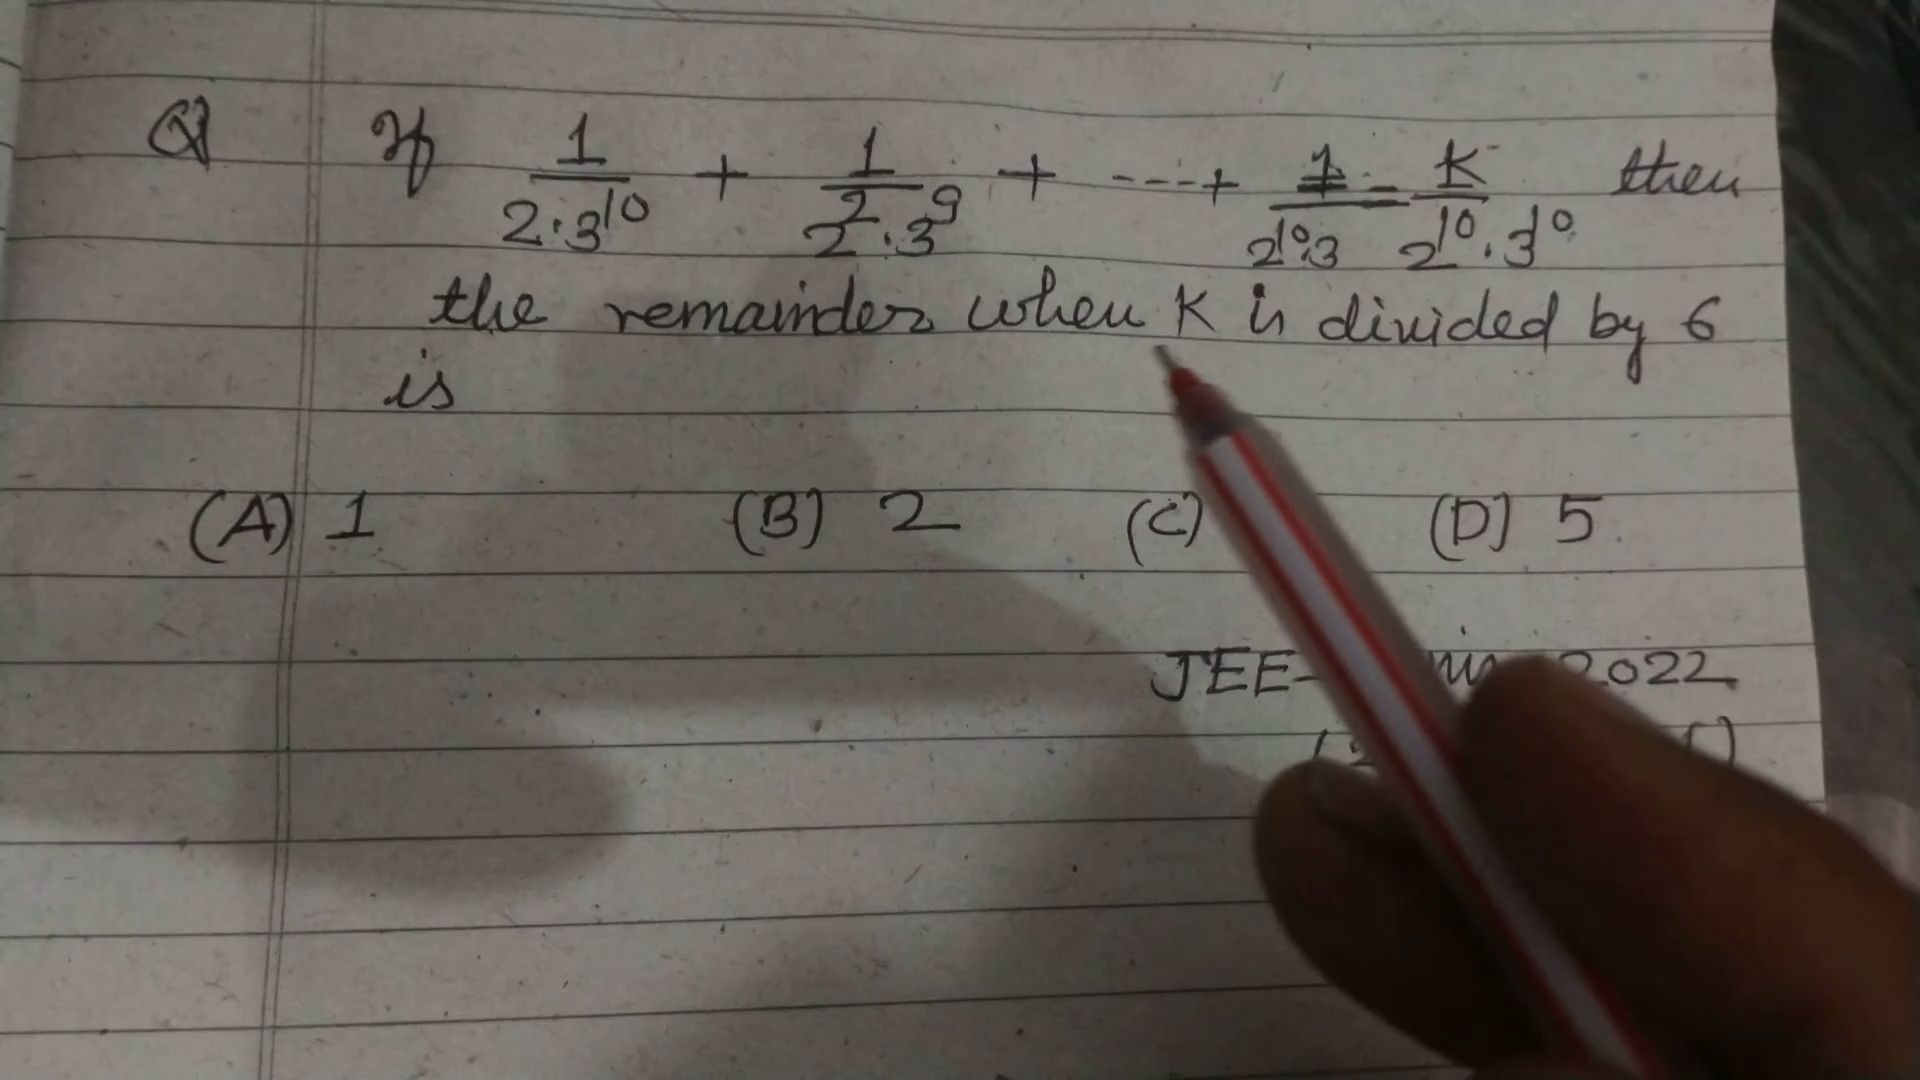 Q If 1/2.3^10 + 1/2^2.3^9 + ---+ 1/2^10.3 = K/2^10.3^10 then
the remainder when K is divided by 6
is
(A) 1 (B) 2 (C) (D) 5
JEE- 2022